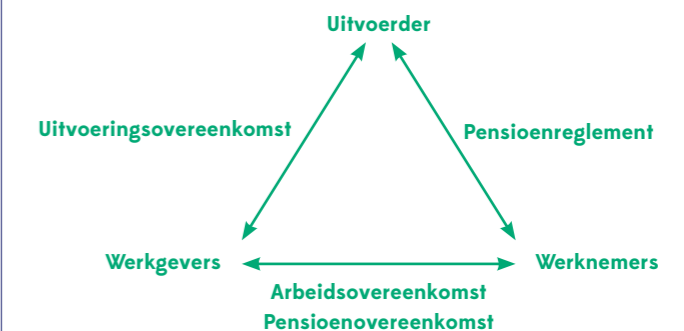 Uitvoerder
Uitvoeringsovereenkomst
Pensioenreglement
Werkgevers
Werknemers
Arbeidsovereenkomst
Pensioenovereenkomst